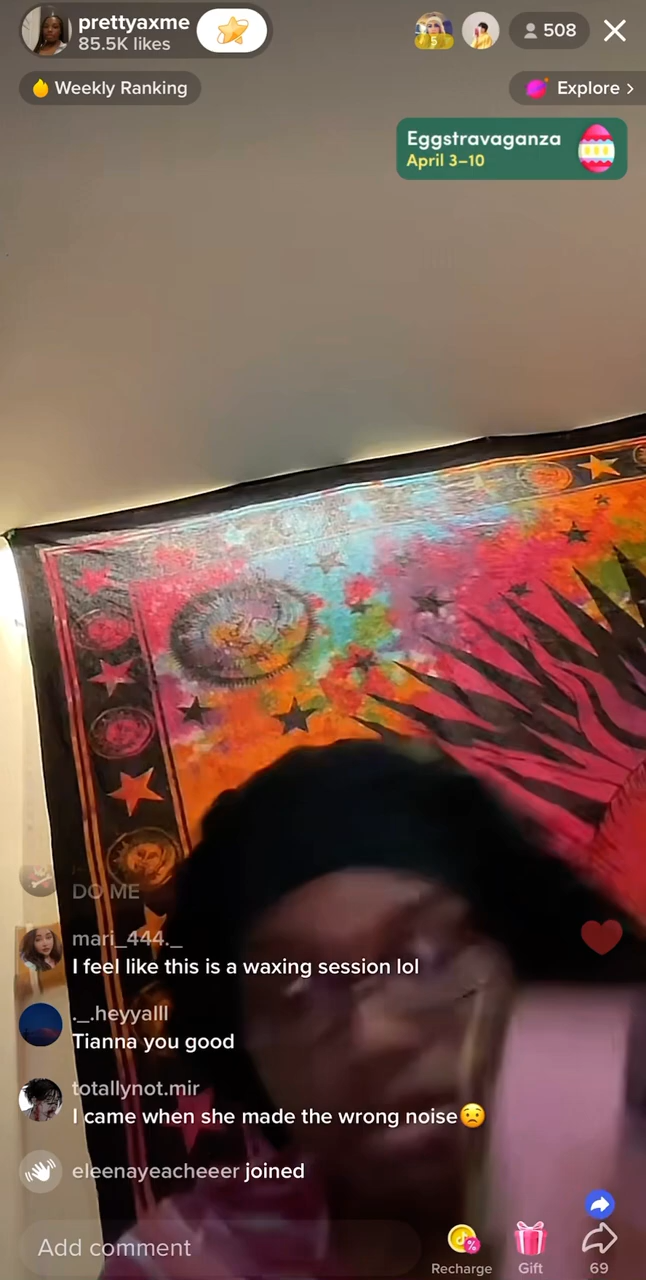 prettyaxme
85.5K likes
5
508
Weekly Ranking
Explore >
Eggstravaganza
April 3–10
DO ME
mari_444._
I feel like this is a waxing session lol
._.heyyalll
Tianna you good
totallynot.mir
I came when she made the wrong noise😟
eleenayeacheeer joined
Add comment
Recharge
Gift
69